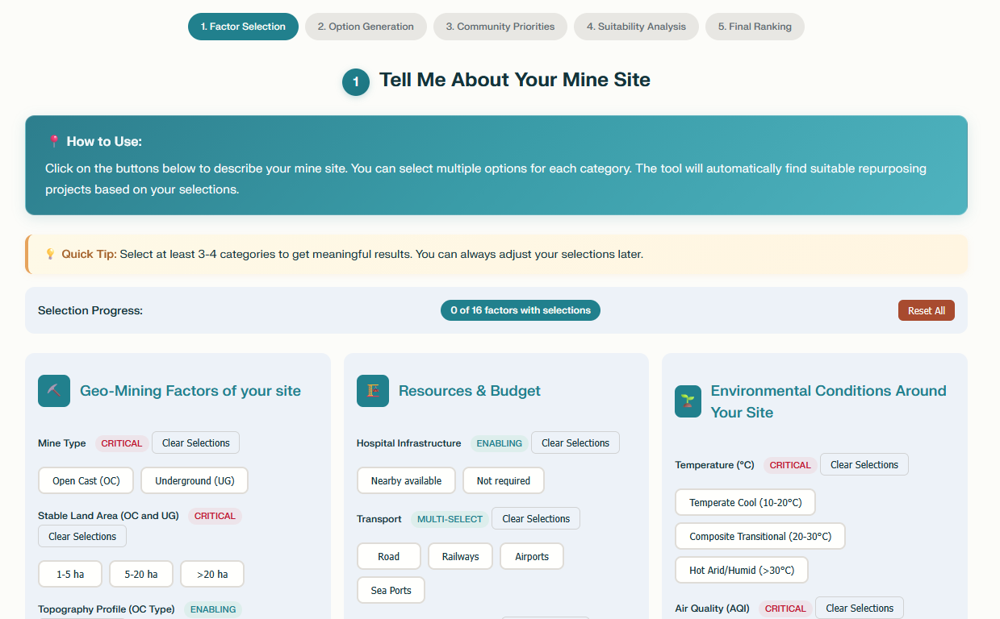 1. Factor Selection
2. Option Generation
3. Community Priorities
4. Suitability Analysis
5. Final Ranking
1 Tell Me About Your Mine Site
How to Use:
Click on the buttons below to describe your mine site. You can select multiple options for each category. The tool will automatically find suitable repurposing
projects based on your selections.
Quick Tip: Select at least 3-4 categories to get meaningful results. You can always adjust your selections later.
Selection Progress:
0 of 16 factors with selections
Reset All
Geo-Mining Factors of your site
Mine Type CRITICAL Clear Selections
Open Cast (OC) Underground (UG)
Stable Land Area (OC and UG) CRITICAL
Clear Selections
1-5 ha 5-20 ha >20 ha
Topography Profile (OC Type) ENABLING
Resources & Budget
Hospital Infrastructure ENABLING Clear Selections
Nearby available Not required
Transport MULTI-SELECT Clear Selections
Road Railways Airports
Sea Ports
Environmental Conditions Around
Your Site
Temperature (°C) CRITICAL Clear Selections
Temperate Cool (10-20°C)
Composite Transitional (20-30°C)
Hot Arid/Humid (>30°C)
Air Quality (AQI) CRITICAL Clear Selections